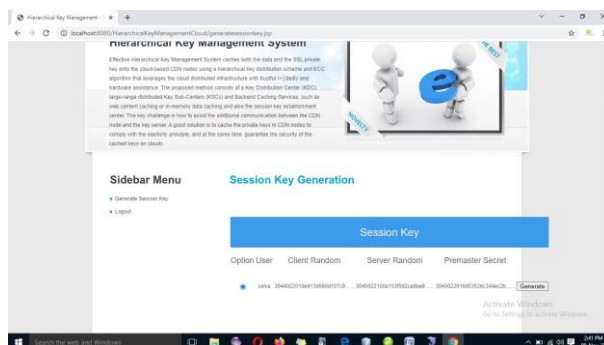 Hierarchical Key Management
localhost:8080/HierarchicalKeyManagementCloud/generatesessionkey.jsp
Hierarchical Key Management System
Effective Hierarchical Key Management System caches both the data and the SSL private
key onto the cloud-based CDN nodes using a hierarchical key distribution scheme and ECC
algorithm that leverages the cloud distributed infrastructure with trustful
hardware assistance. The proposed method consists of a Key Distribution Center (KDC),
large-range distributed Key Sub-Centers (KSCs) and Backend Caching Services, such as
web content caching or in-memory data caching and also the session key establishment
center. The key challenge is how to avoid the additional communication between the CDN
node and the key server. A good solution is to cache the private keys in CDN nodes to
comply with the elasticity principle, and at the same time, guarantee the security of the
cached keys on clouds.
THE BEST
NOVELTY
Sidebar Menu
Generate Session Key
Logout
Session Key Generation
Session Key
Option User Client Random Server Random Premaster Secret
Generate
Activate Windows
Go to Settings to activate Windows.
Search the web and Windows
2:41 PM